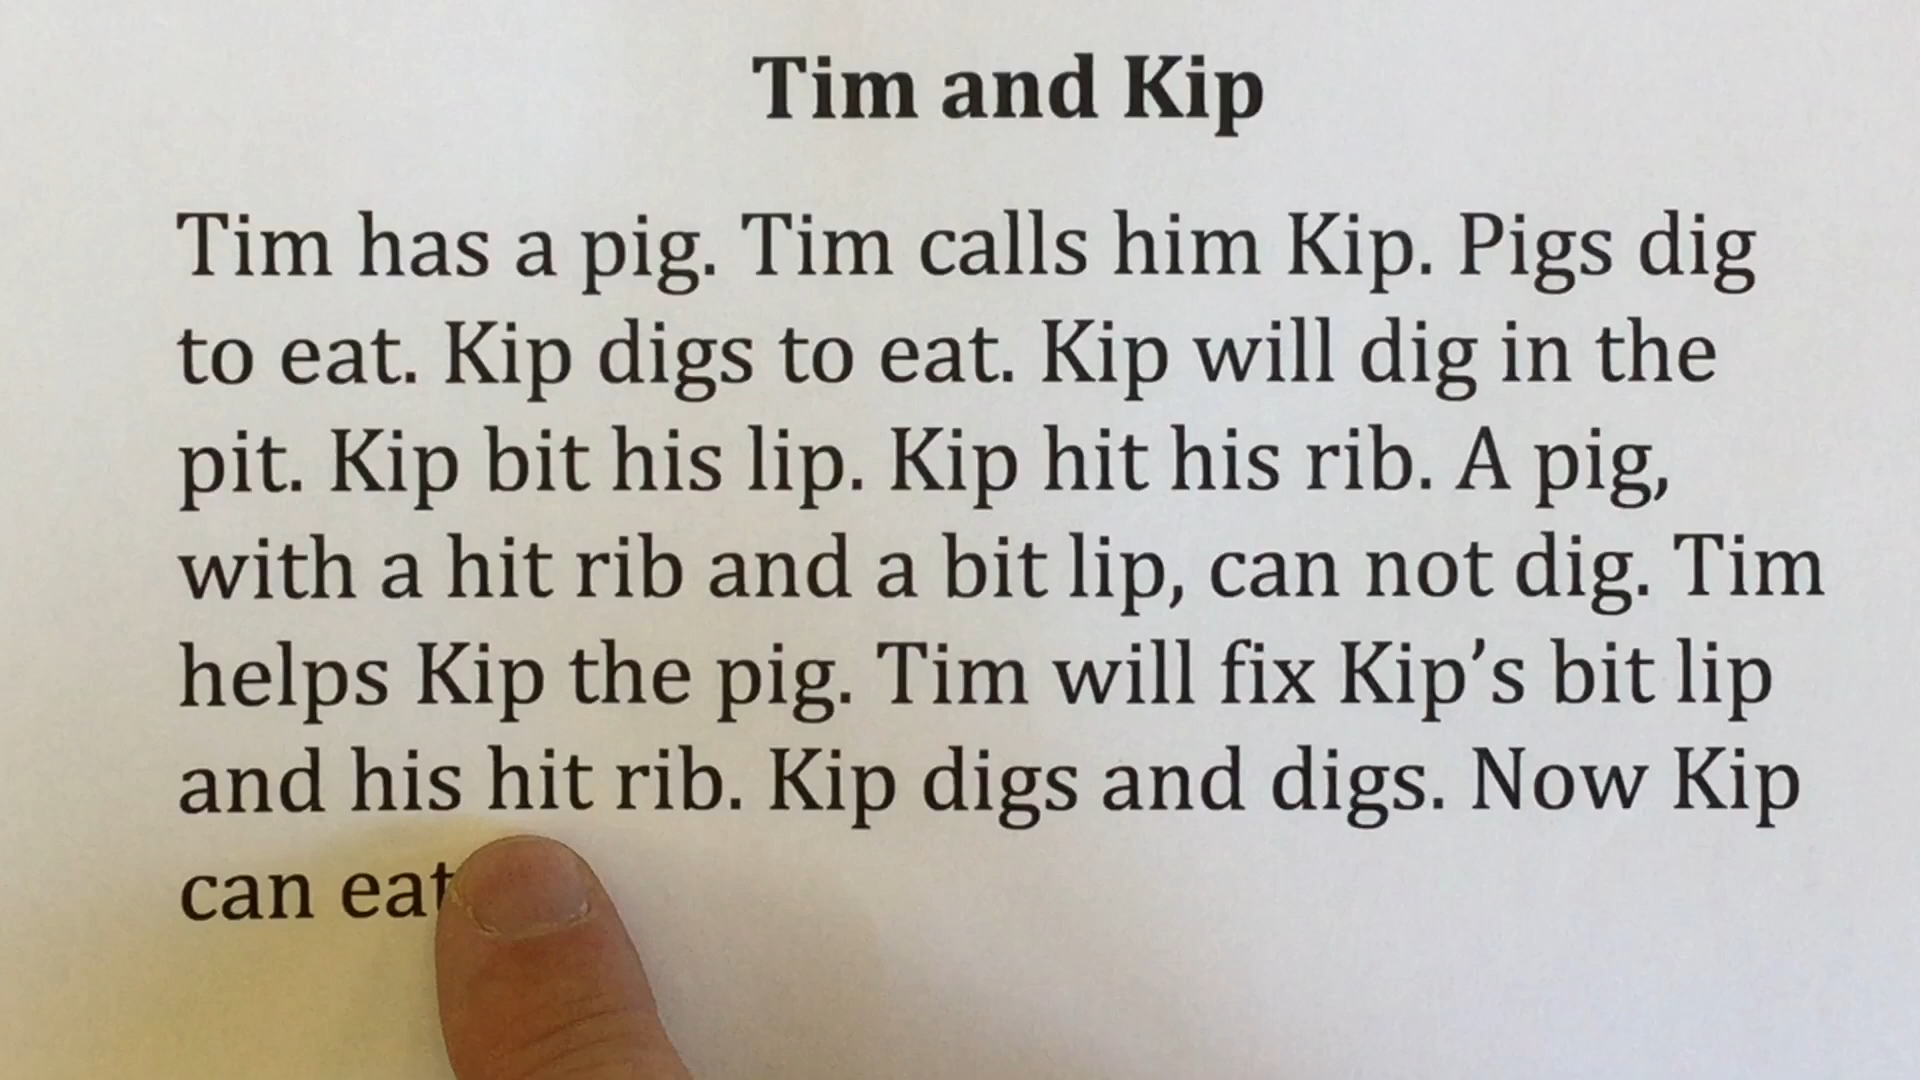 Tim and Kip
Tim has a pig. Tim calls him Kip. Pigs dig
to eat. Kip digs to eat. Kip will dig in the
pit. Kip bit his lip. Kip hit his rib. A pig,
with a hit rib and a bit lip, can not dig. Tim
helps Kip the pig. Tim will fix Kip’s bit lip
and his hit rib. Kip digs and digs. Now Kip
can eat